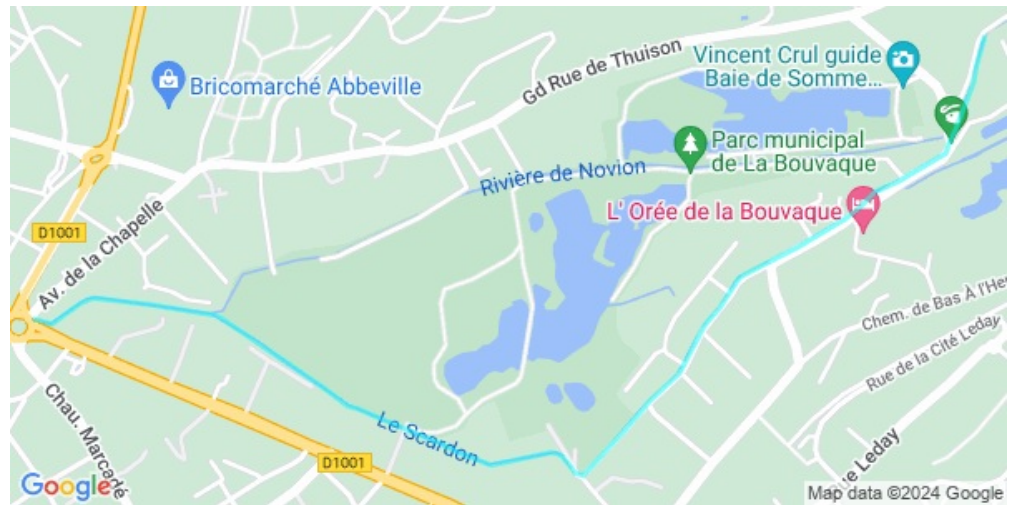 Gd Rue de Thuison
Vincent Crul guide
Baie de Somme...
Bricomarché Abbeville
Parc municipal
de La Bouvaque
Rivière de Novion
L' Orée de la Bouvaque
D1001
Av. de la Chapelle
Chem. de Bas À l'He
Rue de la Cité Leday
Chau. Marcadé
Le Scardon
D1001
Rue Leday
Google
Map data ©2024 Google